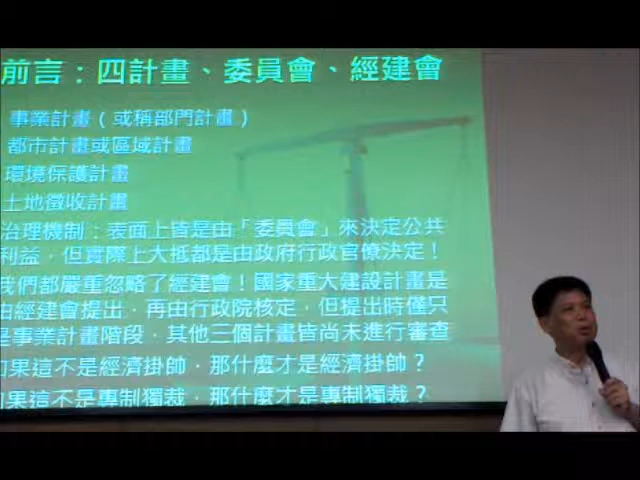 前言：四計畫、委員會、經建會
事業計畫（或稱部門計畫）
都市計畫或區域計畫
環境保護計畫
土地徵收計畫
治理機制：表面上皆是由「委員會」來決定公共
利益，但實際上大抵都是由政府行政官僚決定！
我們都嚴重忽略了經建會！國家重大建設計畫是
由經建會提出，再由行政院核定，但提出時僅只
是事業計畫階段，其他三個計畫皆尚未進行審查
如果這不是經濟掛帥，那什麼才是經濟掛帥？
如果這不是專制獨裁，那什麼才是專制獨裁？